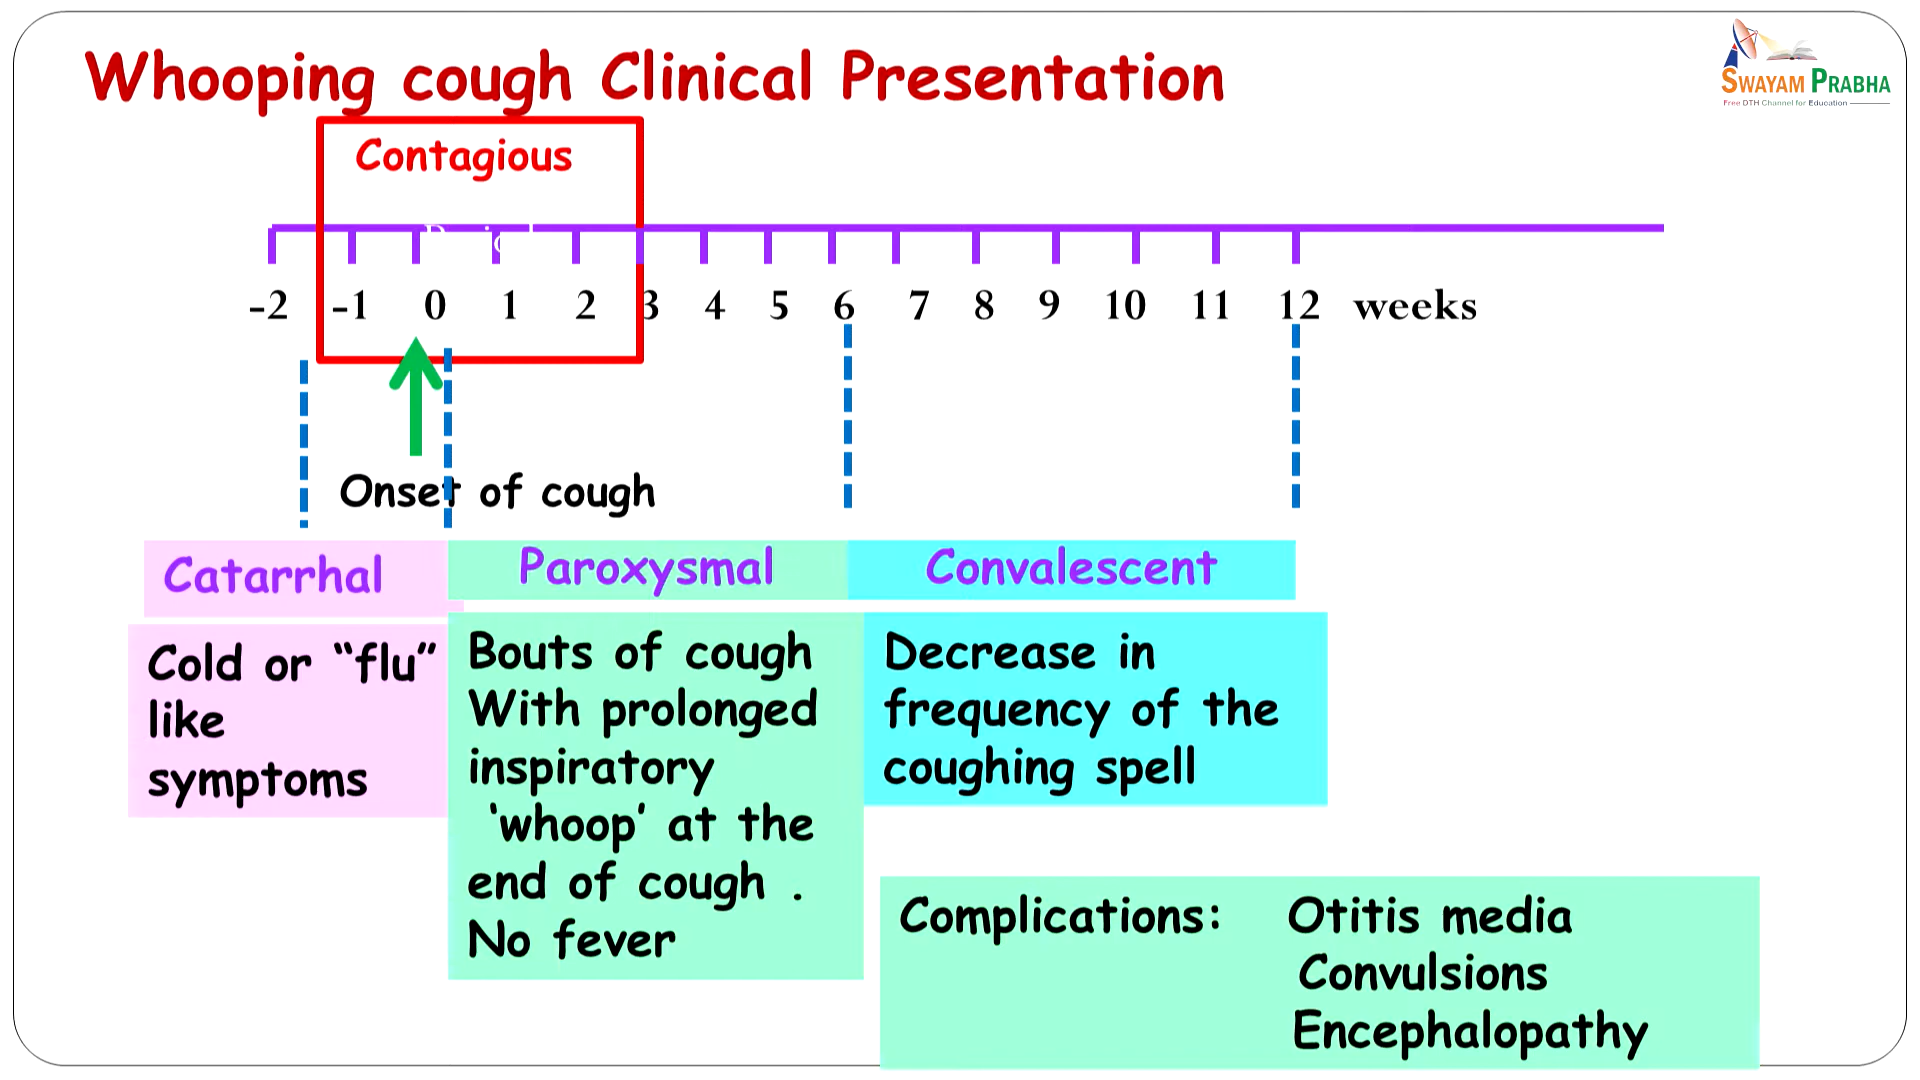 Whooping cough Clinical Presentation
SWAYAM PRABHA
Free DTH Channel for Education
Contagious
-2 -1 0 1 2 3 4 5 6 7 8 9 10 11 12 weeks
Onset of cough
Catarrhal
Cold or “flu”
like
symptoms
Paroxysmal
Bouts of cough
With prolonged
inspiratory
‘whoop’ at the
end of cough .
No fever
Convalescent
Decrease in
frequency of the
coughing spell
Complications: Otitis media
Convulsions
Encephalopathy